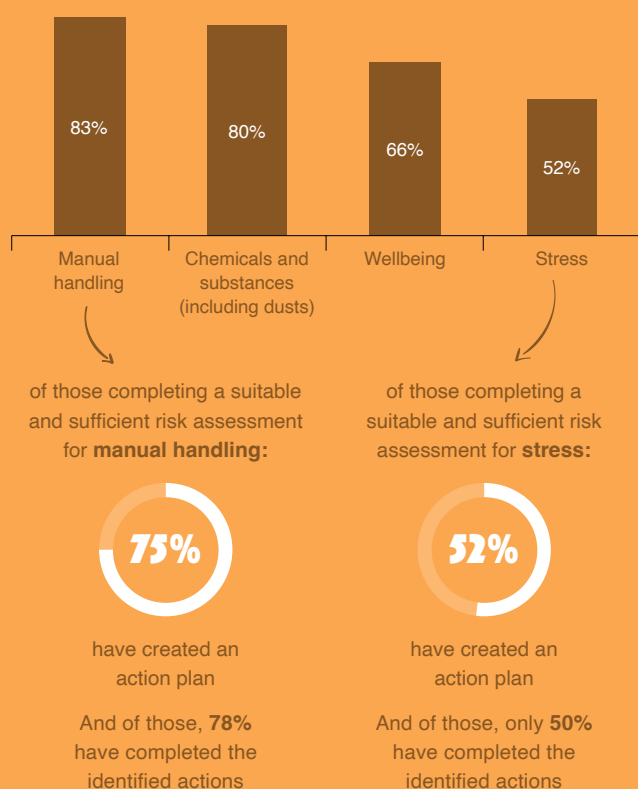 83%
80%
66%
52%
Manual
handling
Chemicals and
substances
(including dusts)
Wellbeing
Stress
of those completing a suitable
and sufficient risk assessment
for manual handling:
75%
have created an
action plan
And of those, 78%
have completed the
identified actions
of those completing a
suitable and sufficient risk
assessment for stress:
52%
have created an
action plan
And of those, only 50%
have completed the
identified actions